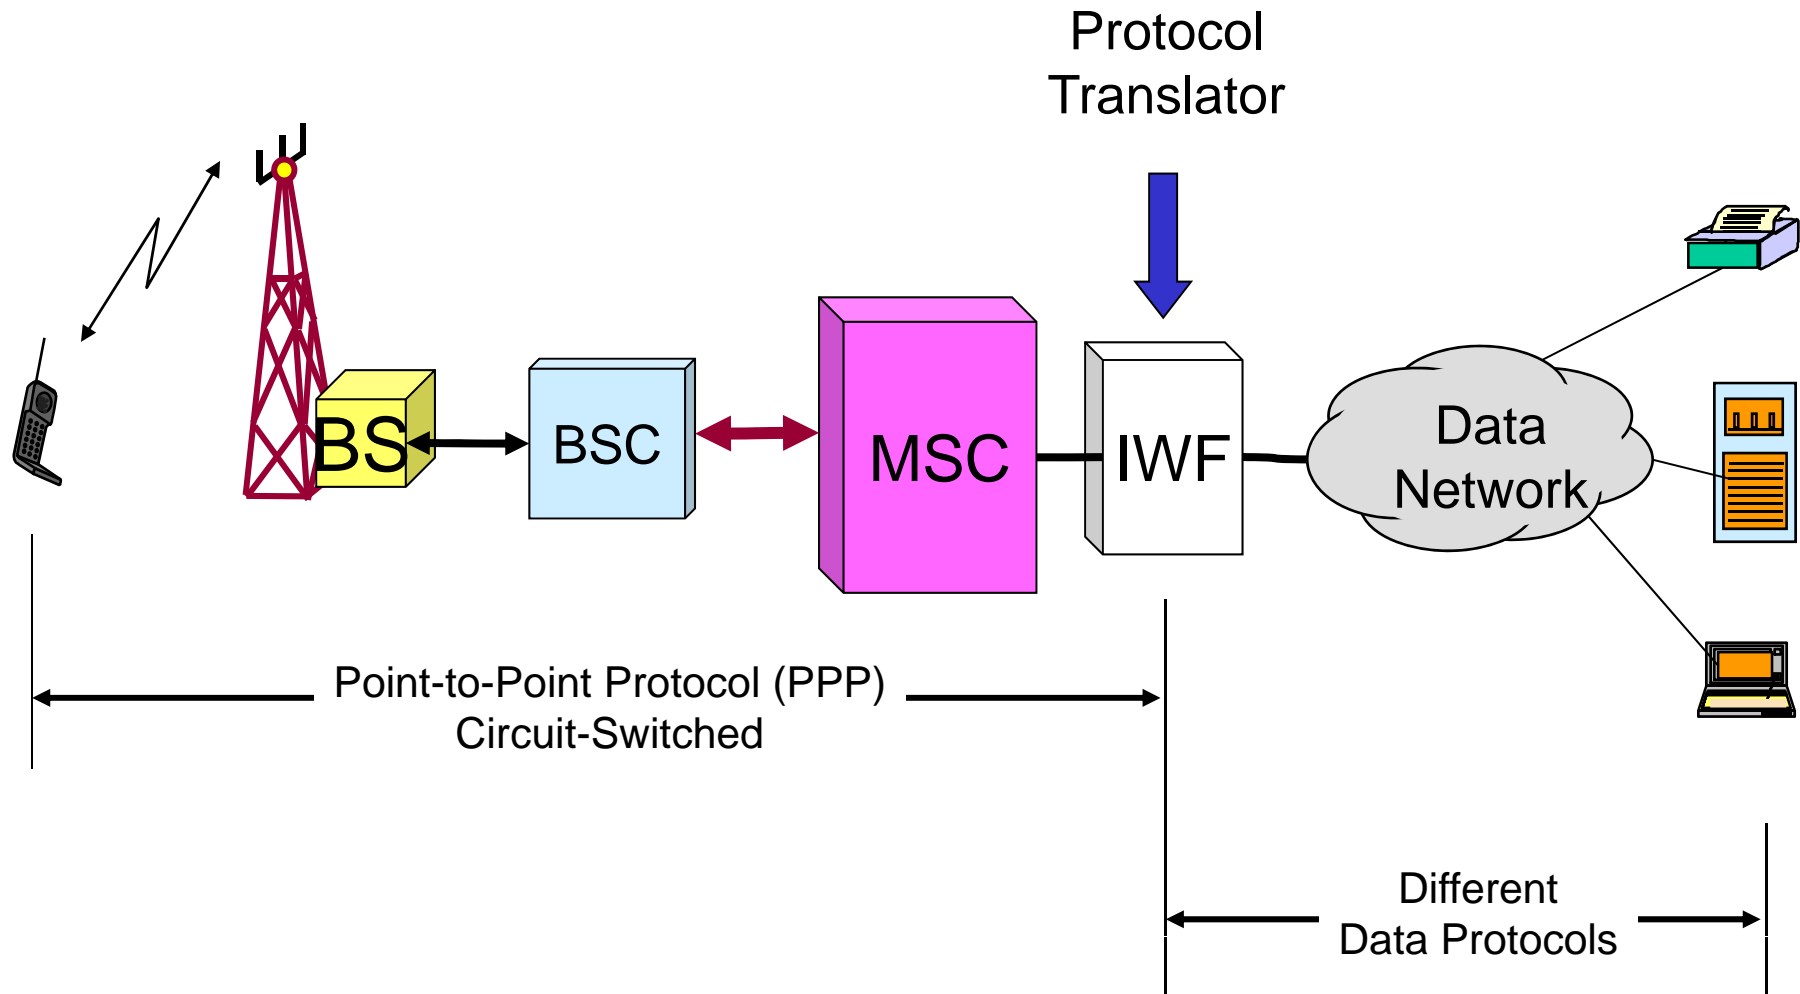 Protocol
Translator
BS
BSC
MSC
IWF
Data
Network
Point-to-Point Protocol (PPP)
Circuit-Switched
Different
Data Protocols